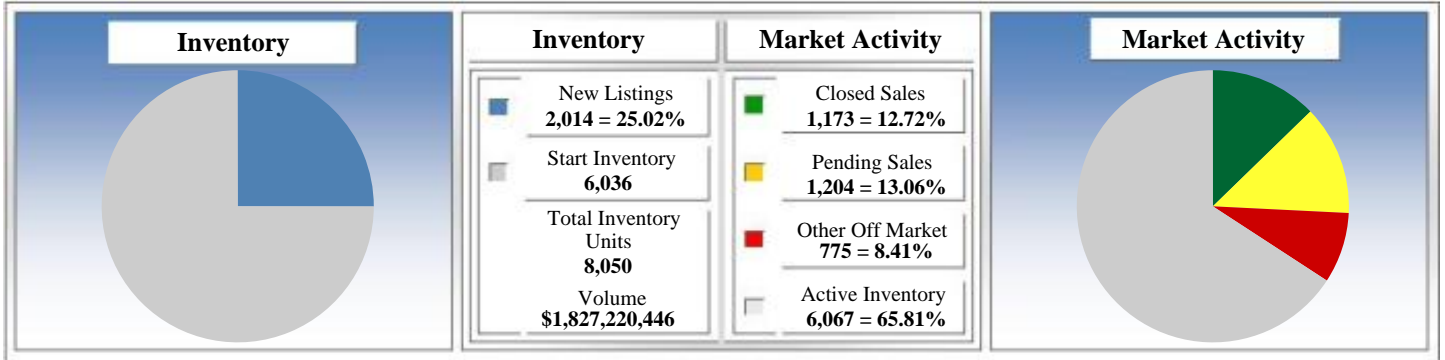 Inventory
Inventory
New Listings
2,014 = 25.02%
Start Inventory
6,036
Total Inventory
Units
8,050
Volume
$1,827,220,446
Market Activity
Closed Sales
1,173 = 12.72%
Pending Sales
1,204 = 13.06%
Other Off Market
775 = 8.41%
Active Inventory
6,067 = 65.81%
Market Activity